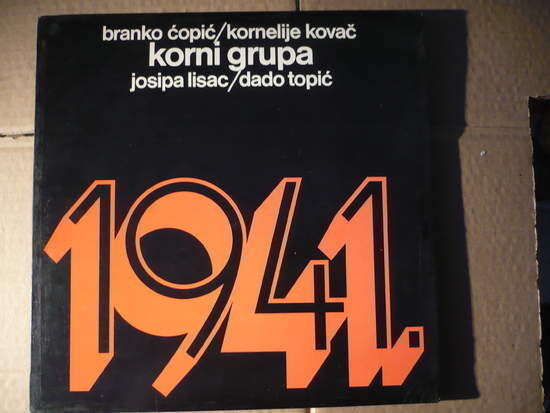 branko ćopić/kornelije kovač
korni grupa
josipa lisac/dado topić
1941.